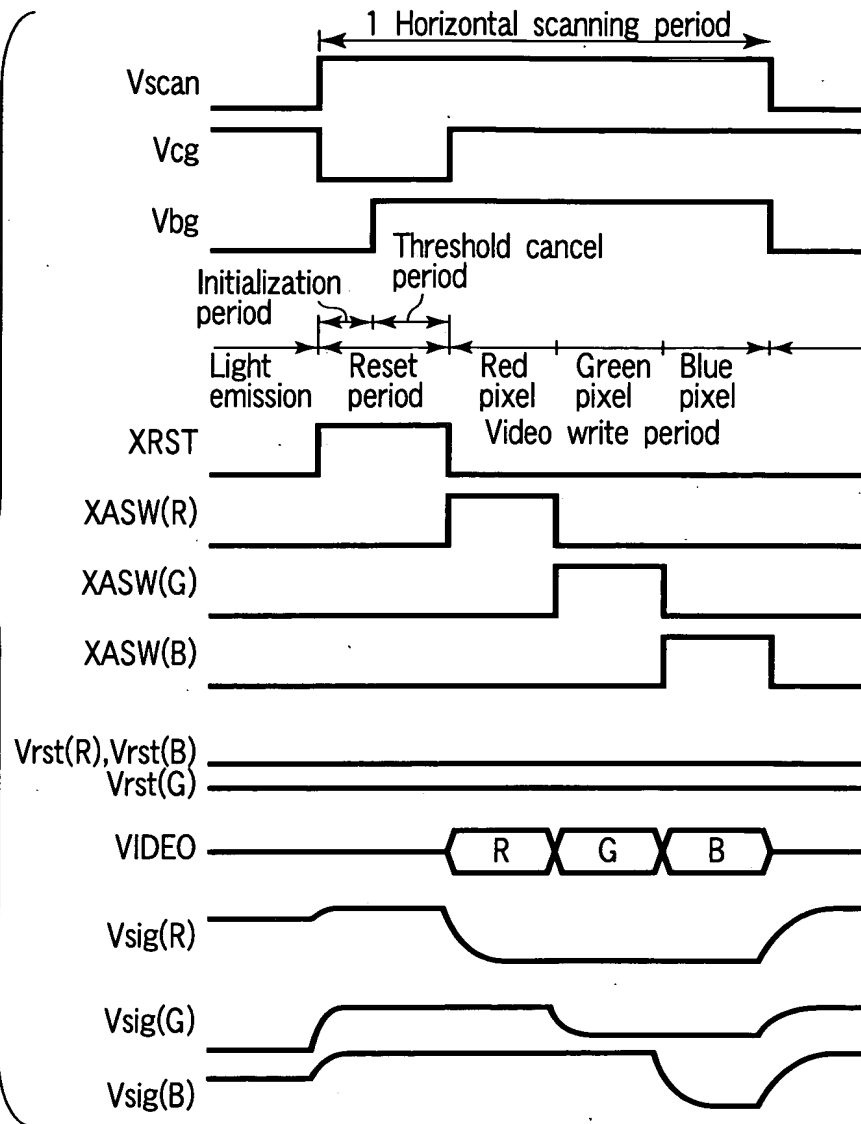 1 Horizontal scanning period
Vscan
Vcg
Vbg
Threshold cancel
period
Initialization
period
Light
emission
Reset
period
Red
pixel
Green
pixel
Blue
pixel
Video write period
XRST
XASW(R)
XASW(G)
XASW(B)
Vrst(R),Vrst(B)
Vrst(G)
VIDEO
R
G
B
Vsig(R)
Vsig(G)
Vsig(B)